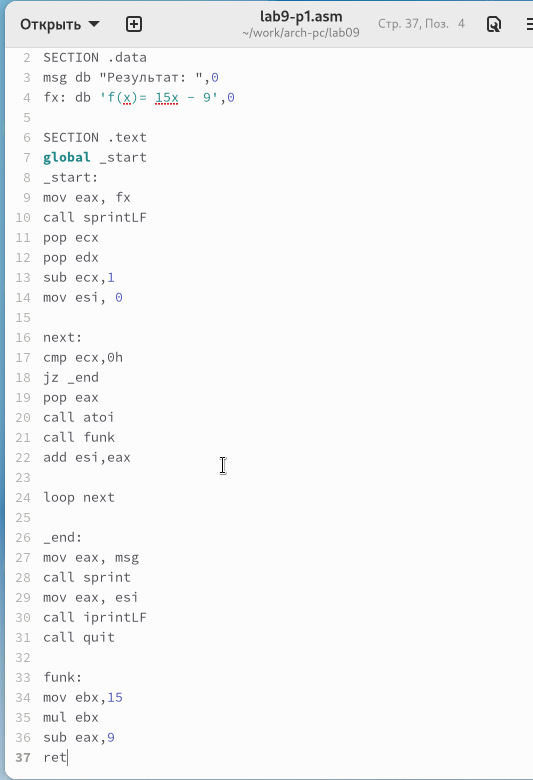 Открыть
lab9-p1.asm
~/work/arch-pc/lab09
Стр. 37, Поз. 4
2 SECTION .data
3 msg db "Результат: ",0
4 fx: db 'f(x)= 15x - 9',0
5
6 SECTION .text
7 global _start
8 _start:
9 mov eax, fx
10 call sprintLF
11 pop ecx
12 pop edx
13 sub ecx,1
14 mov esi, 0
15
16 next:
17 cmp ecx,0h
18 jz _end
19 pop eax
20 call atoi
21 call funk
22 add esi,eax
23
24 loop next
25
26 _end:
27 mov eax, msg
28 call sprint
29 mov eax, esi
30 call iprintLF
31 call quit
32
33 funk:
34 mov ebx,15
35 mul ebx
36 sub eax,9
37 ret